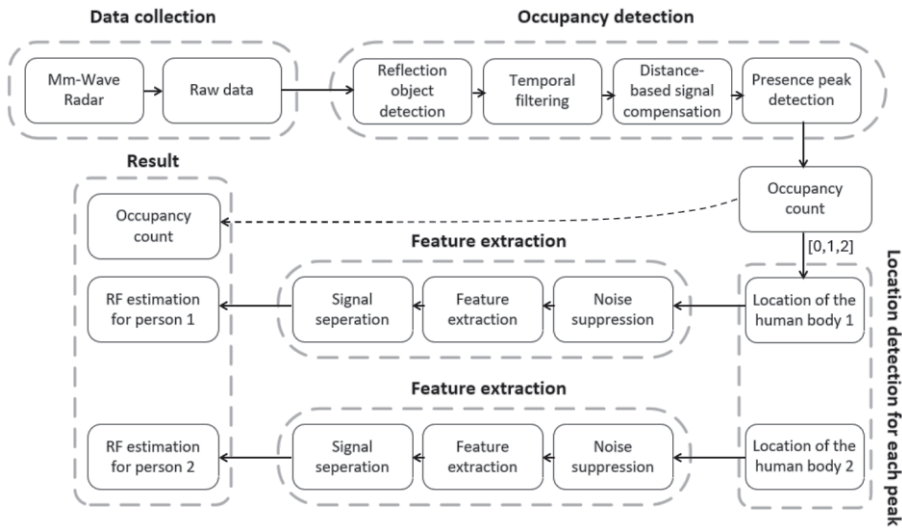 Data collection
Occupancy detection
Mm-Wave
Radar
Raw data
Reflection
object
detection
Temporal
filtering
Distance-
based signal
compensation
Presence peak
detection
Result
Occupancy
count
Occupancy
count
[0,1,2]
Feature extraction
RF estimation
for person 1
Signal
seperation
Feature
extraction
Noise
suppression
Location of the
human body 1
Feature extraction
RF estimation
for person 2
Signal
seperation
Feature
extraction
Noise
suppression
Location of the
human body 2
Location detection for each peak